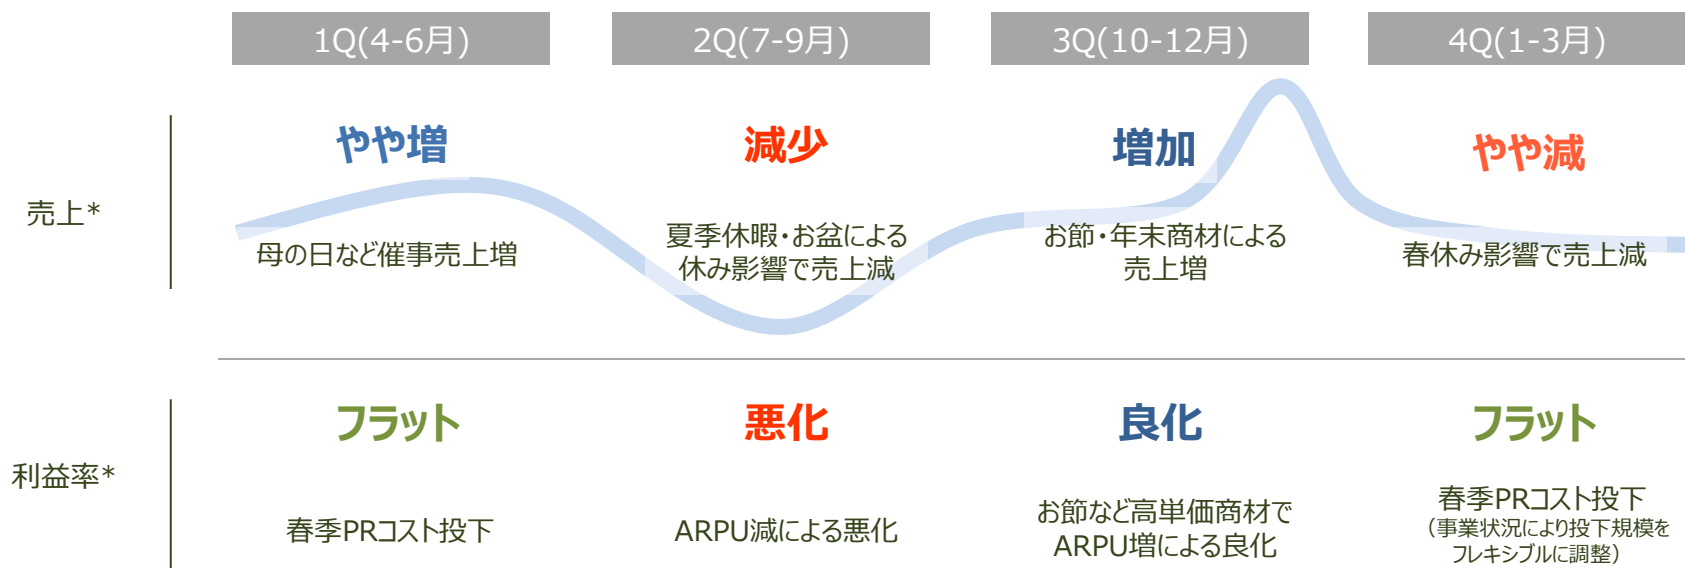 1Q(4-6月)
2Q(7-9月)
3Q(10-12月)
4Q(1-3月)
売上*
やや増
減少
増加
やや減
母の日など催事売上増
夏季休暇・お盆による
休み影響で売上減
お節・年末商材による
売上増
春休み影響で売上減
利益率*
フラット
悪化
良化
フラット
春季PRコスト投下
ARPU減による悪化
お節など高単価商材で
ARPU増による良化
春季PRコスト投下
（事業状況により投下規模を
フレキシブルに調整）